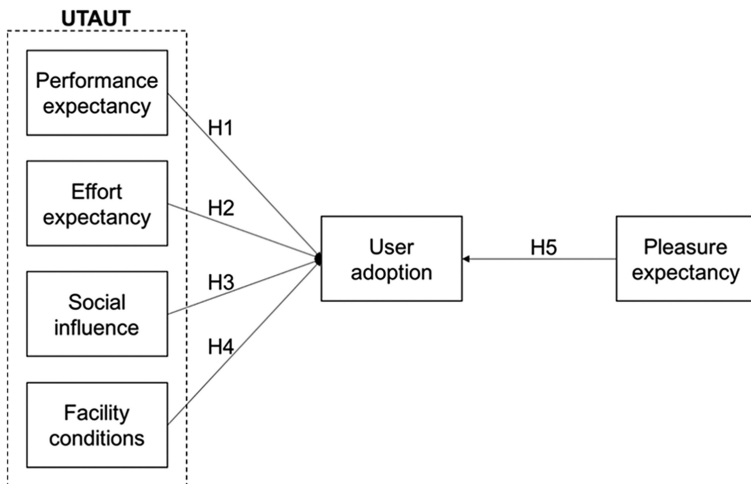 UTAUT
Performance
expectancy
H1
Effort
expectancy
H2
Social
influence
H3
Facility
conditions
H4
User
adoption
H5
Pleasure
expectancy